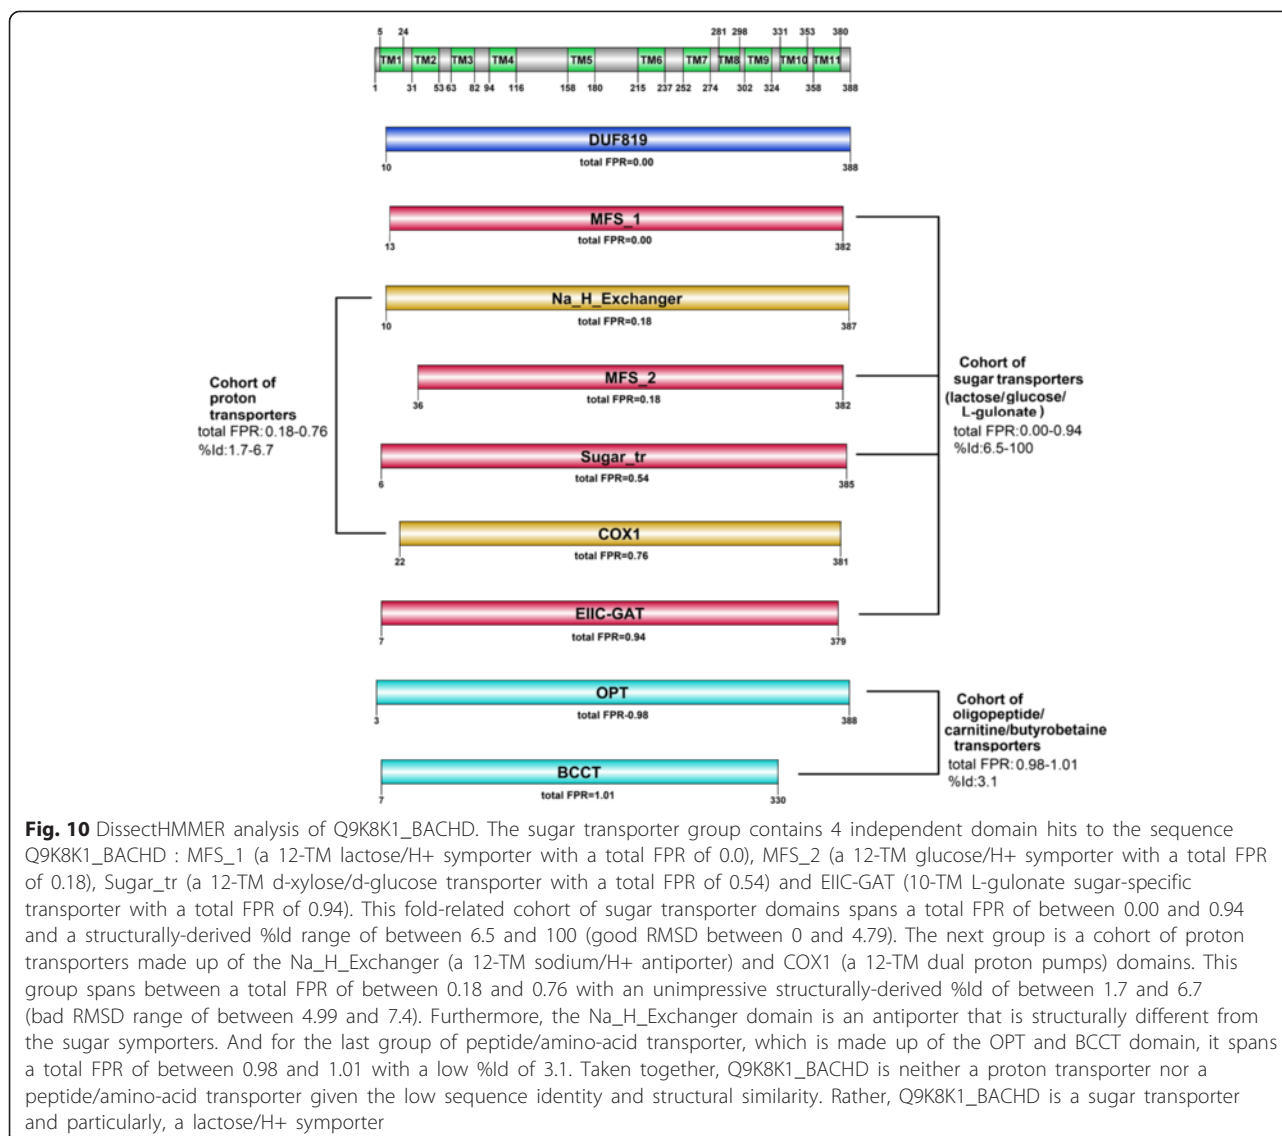 5 24 281 298 331 353 380
TM1 TM2 TM3 TM4 TM5 TM6 TM7 TM8 TM9 TM10 TM11
1 31 53 63 82 94 116 158 180 215 237 252 274 302 324 358 388
DUF819
total FPR=0.00
10 388
MFS_1
total FPR=0.00
13 382
Na_H_Exchanger
total FPR=0.18
10 387
MFS_2
total FPR=0.18
36 382
Cohort of
proton
transporters
total FPR:0.18-0.76
%Id:1.7-6.7
Cohort of
sugar transporters
(lactose/glucose/
L-gulonate)
total FPR:0.00-0.94
%Id:6.5-100
Sugar_tr
total FPR=0.54
6 385
COX1
total FPR=0.76
22 381
EIIC-GAT
total FPR=0.94
7 379
OPT
total FPR-0.98
3 388
BCCT
total FPR=1.01
7 330
Cohort of
oligopeptide/
carnitine/butyrobetaine
transporters
total FPR: 0.98-1.01
%Id:3.1
Fig. 10 DissectHMMER analysis of Q9K8K1_BACHD. The sugar transporter group contains 4 independent domain hits to the sequence
Q9K8K1_BACHD : MFS_1 (a 12-TM lactose/H+ symporter with a total FPR of 0.0), MFS_2 (a 12-TM glucose/H+ symporter with a total FPR
of 0.18), Sugar_tr (a 12-TM d-xylose/d-glucose transporter with a total FPR of 0.54) and EIIC-GAT (10-TM L-gulonate sugar-specific
transporter with a total FPR of 0.94). This fold-related cohort of sugar transporter domains spans a total FPR of between 0.00 and 0.94
and a structurally-derived %Id range of between 6.5 and 100 (good RMSD between 0 and 4.79). The next group is a cohort of proton
transporters made up of the Na_H_Exchanger (a 12-TM sodium/H+ antiporter) and COX1 (a 12-TM dual proton pumps) domains. This
group spans between a total FPR of between 0.18 and 0.76 with an unimpressive structurally-derived %Id of between 1.7 and 6.7
(bad RMSD range of between 4.99 and 7.4). Furthermore, the Na_H_Exchanger domain is an antiporter that is structurally different from
the sugar symporters. And for the last group of peptide/amino-acid transporter, which is made up of the OPT and BCCT domain, it spans
a total FPR of between 0.98 and 1.01 with a low %Id of 3.1. Taken together, Q9K8K1_BACHD is neither a proton transporter nor a
peptide/amino-acid transporter given the low sequence identity and structural similarity. Rather, Q9K8K1_BACHD is a sugar transporter
and particularly, a lactose/H+ symporter